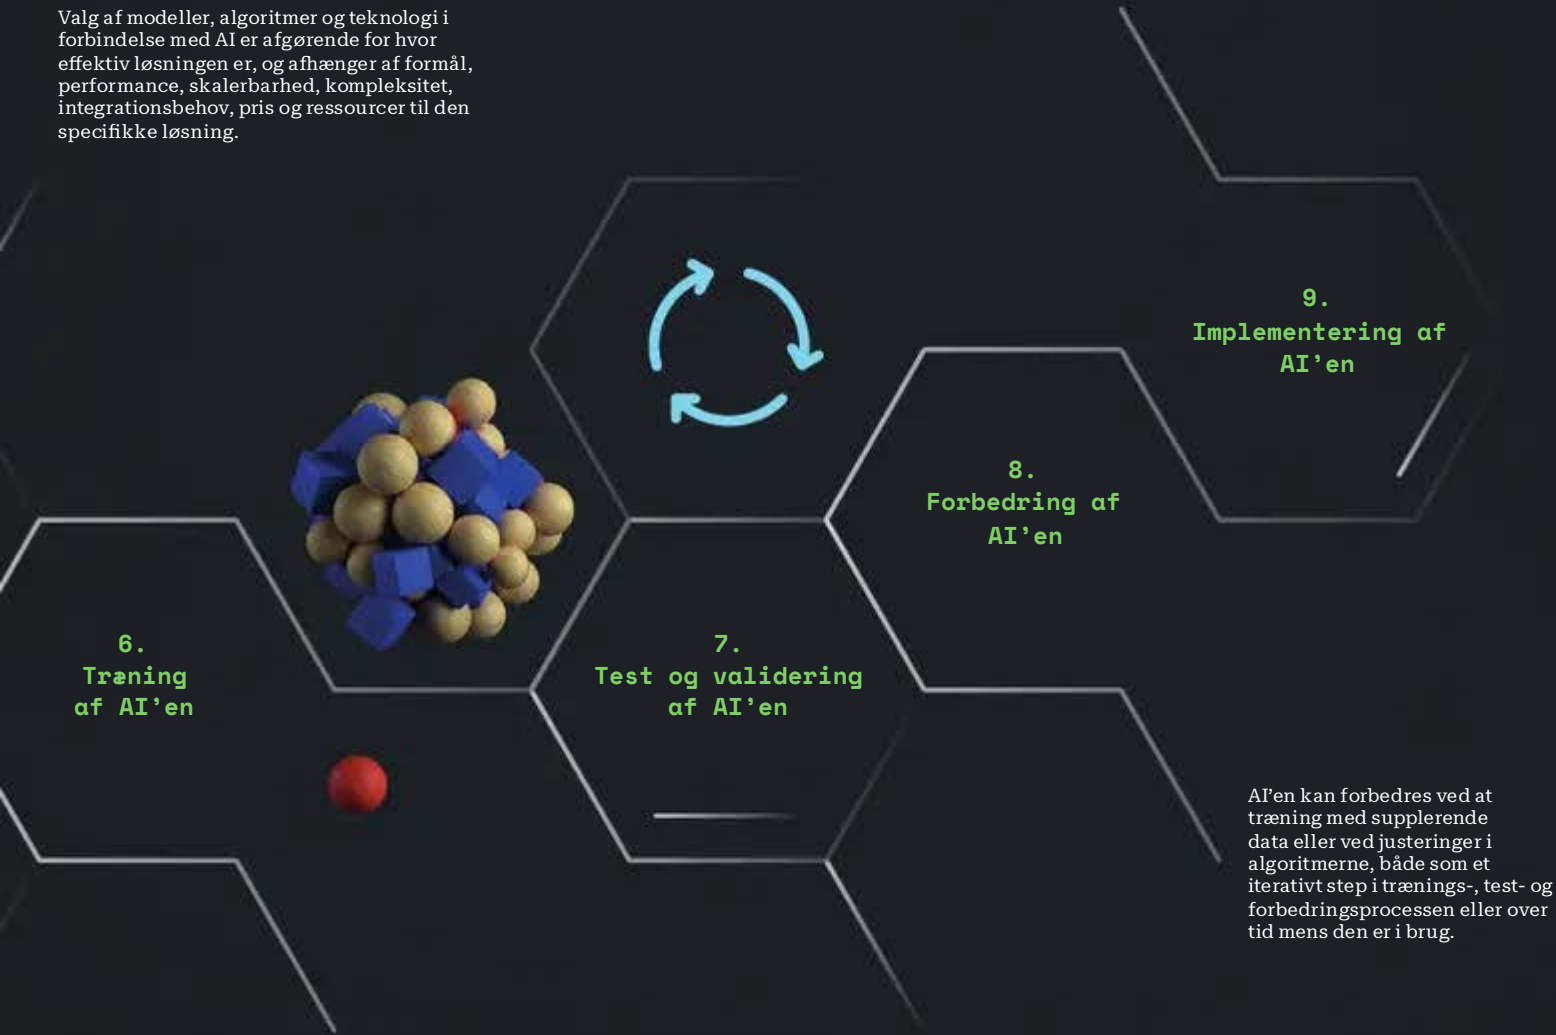 Valg af modeller, algoritmer og teknologi i
forbindelse med AI er afgørende for hvor
effektiv løsningen er, og afhænger af formål,
performance, skalerbarhed, kompleksitet,
integrationsbehov, pris og ressourcer til den
specifikke løsning.
6.
Træning
af AI’en
7.
Test og validering
af AI’en
8.
Forbedring af
AI’en
9.
Implementering af
AI’en
AI’en kan forbedres ved at
træning med supplerende
data eller ved justeringer i
algoritmerne, både som et
iterativt step i trænings-, test- og
forbedringsprocessen eller over
tid mens den er i brug.